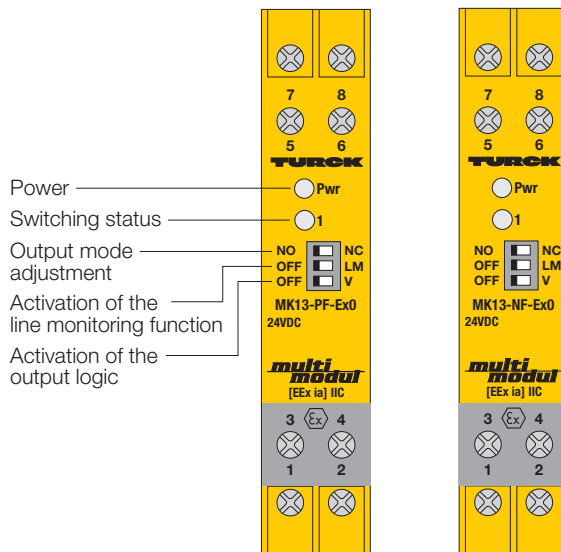 7 8
5 6
TURCK
Power
Pwr
Switching status
1
Output mode
adjustment
NO NC
OFF LM
OFF V
Activation of the
line monitoring function
MK13-PF-Ex0
24VDC
Activation of the
output logic
multi
modul
[EEx ia] IIC
3 Ex 4
1 2
7 8
5 6
TURCK
Pwr
1
NO NC
OFF LM
OFF V
MK13-NF-Ex0
24VDC
multi
modul
[EEx ia] IIC
3 Ex 4
1 2